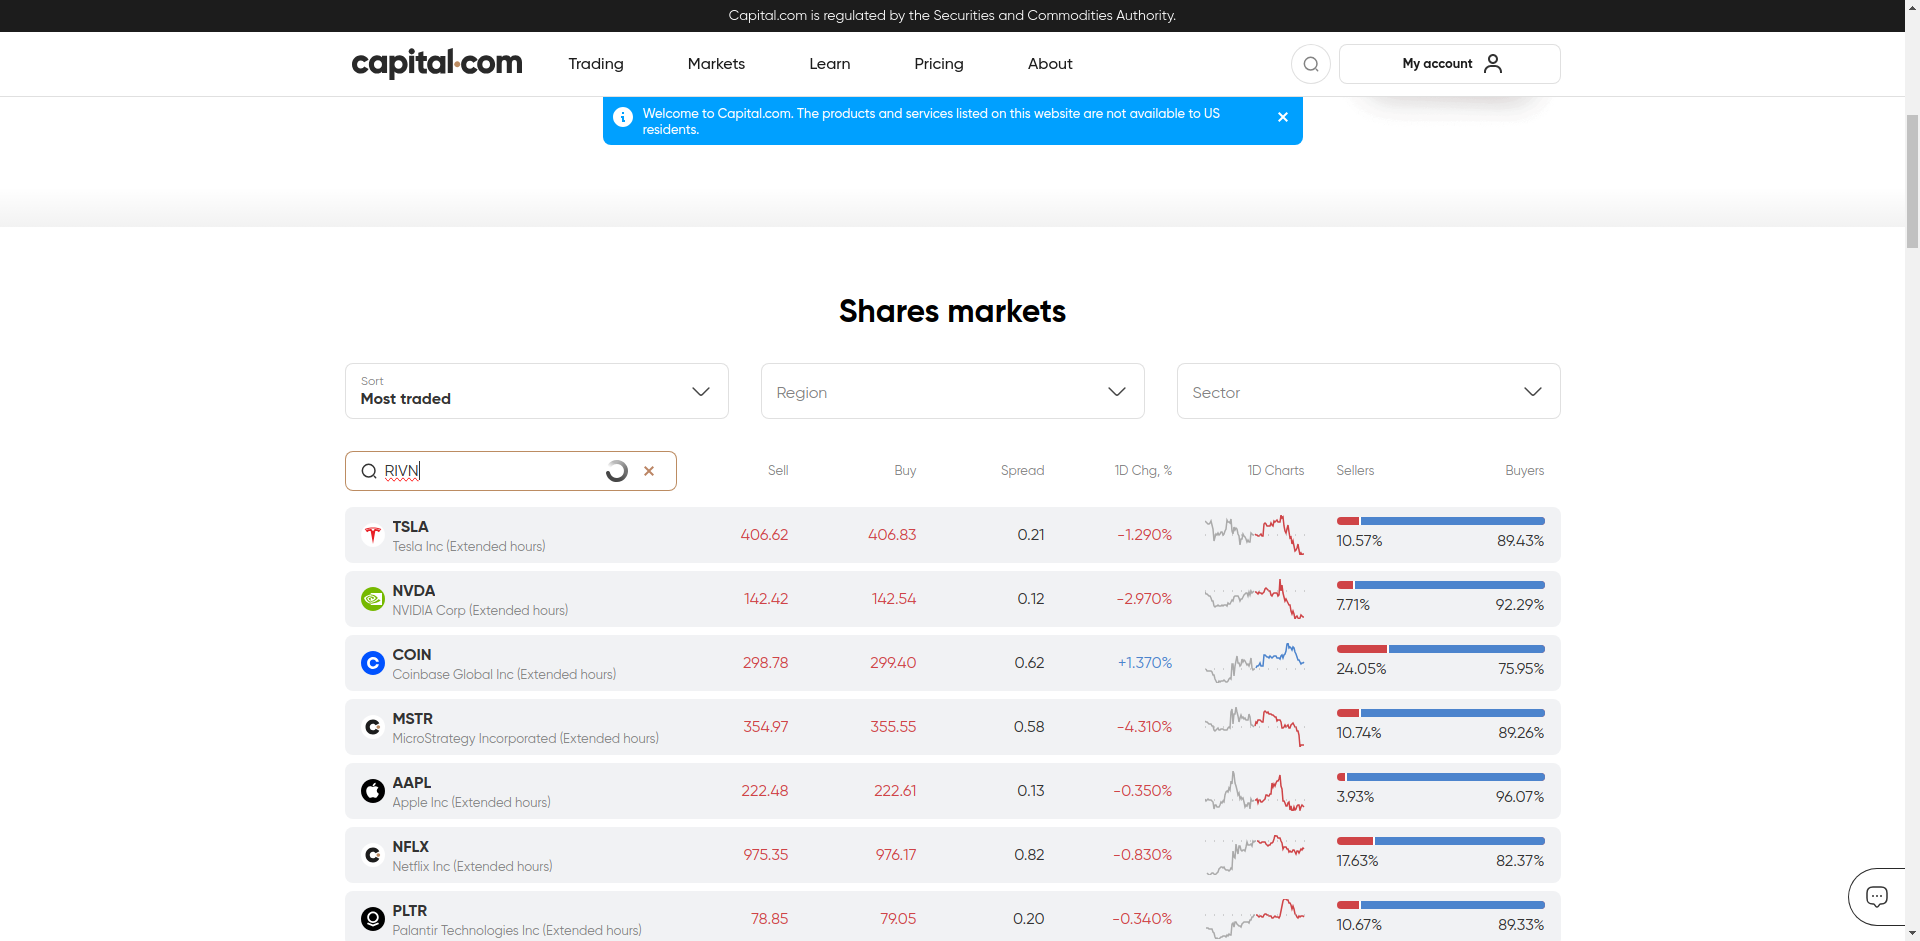 Capital.com is regulated by the Securities and Commodities Authority.
capital.com Trading Markets Learn Pricing About My account
Welcome to Capital.com. The products and services listed on this website are not available to US
residents.
Shares markets
Sort
Most traded
Region
Sector
RIVN Sell Buy Spread 1D Chg, % 1D Charts Sellers Buyers
TSLA
Tesla Inc (Extended hours)
406.62 406.83 0.21 -1.290%
10.57% 89.43%
NVDA
NVIDIA Corp (Extended hours)
142.42 142.54 0.12 -2.970%
7.71% 92.29%
COIN
Coinbase Global Inc (Extended hours)
298.78 299.40 0.62 +1.370%
24.05% 75.95%
MSTR
MicroStrategy Incorporated (Extended hours)
354.97 355.55 0.58 -4.310%
10.74% 89.26%
AAPL
Apple Inc (Extended hours)
222.48 222.61 0.13 -0.350%
3.93% 96.07%
NFLX
Netflix Inc (Extended hours)
975.35 976.17 0.82 -0.830%
17.63% 82.37%
PLTR
Palantir Technologies Inc (Extended hours)
78.85 79.05 0.20 -0.340%
10.67% 89.33%